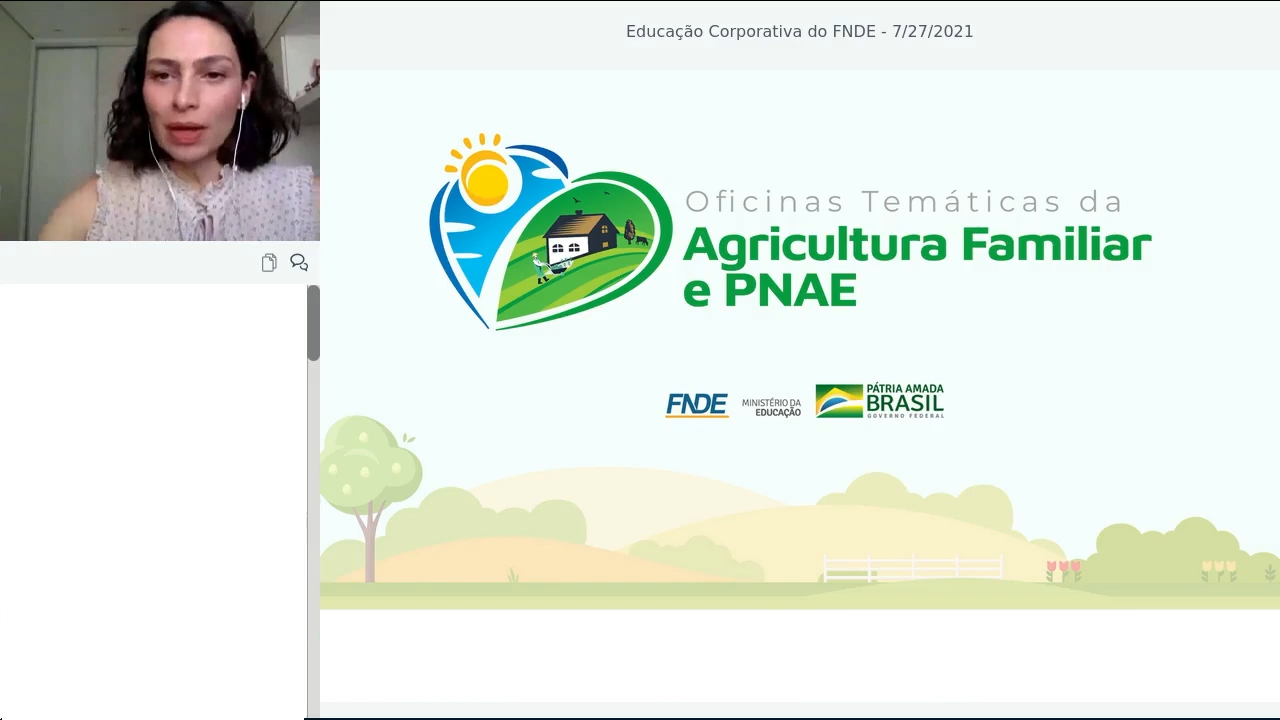 Educação Corporativa do FNDE - 7/27/2021
Oficinas Temáticas da
Agricultura Familiar
e PNAE
FNDE
MINISTÉRIO DA
EDUCAÇÃO
PÁTRIA AMADA
BRASIL
GOVERNO FEDERAL